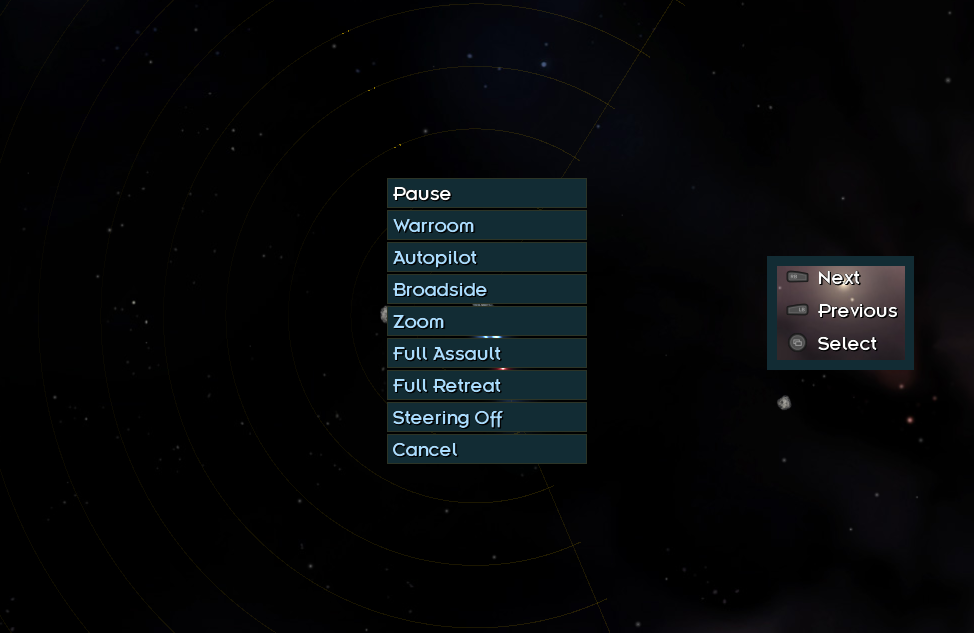 Pause
Warroom
Autopilot
Broadside
Zoom
Full Assault
Full Retreat
Steering Off
Cancel
Next
Previous
Select